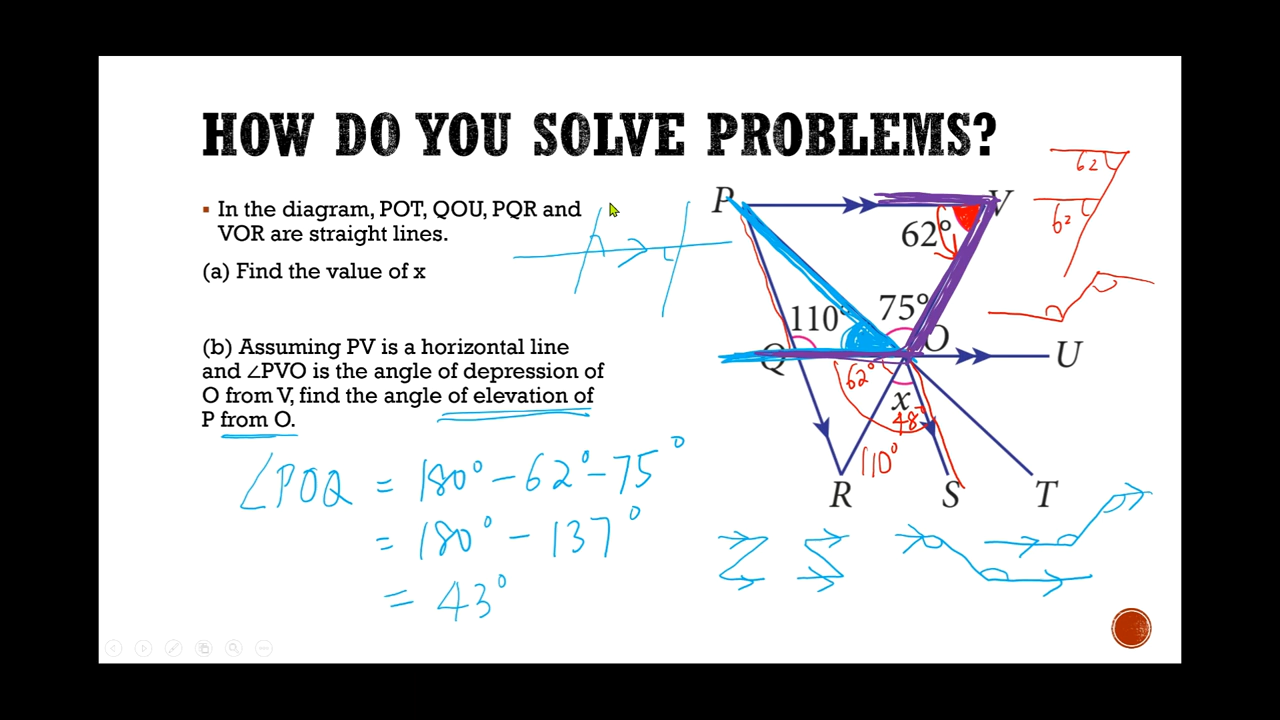 HOW DO YOU SOLVE PROBLEMS?
▪ In the diagram, POT, QOU, PQR and
VOR are straight lines.
(a) Find the value of x
(b) Assuming PV is a horizontal line
and ∠PVO is the angle of depression of
O from V, find the angle of elevation of
P from O.
∠POQ = 180° – 62° – 75°
= 180° – 137°
= 43°
P
V
62°
110°
75°
Q
O
U
62°
x
48°
110°
R
S
T
62
62